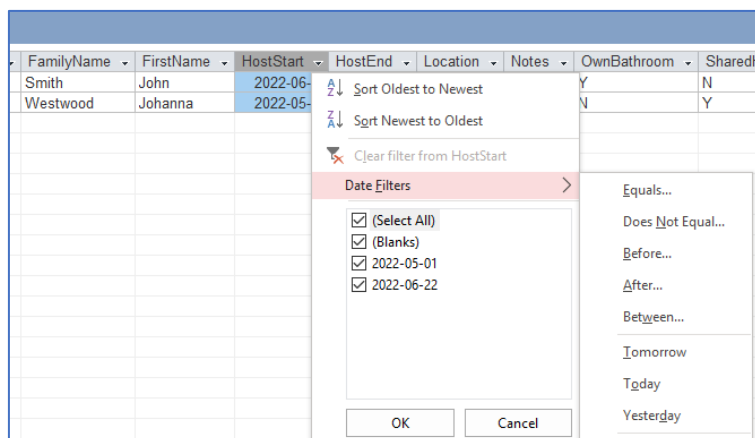 FamilyName FirstName HostStart HostEnd Location Notes OwnBathroom Shared
Smith John 2022-06- Y N
Westwood Johanna 2022-05- N Y
Sort Oldest to Newest
Sort Newest to Oldest
Clear filter from HostStart
Date Filters
(Select All)
(Blanks)
2022-05-01
2022-06-22
OK Cancel
Equals...
Does Not Equal...
Before...
After...
Between...
Tomorrow
Today
Yesterday